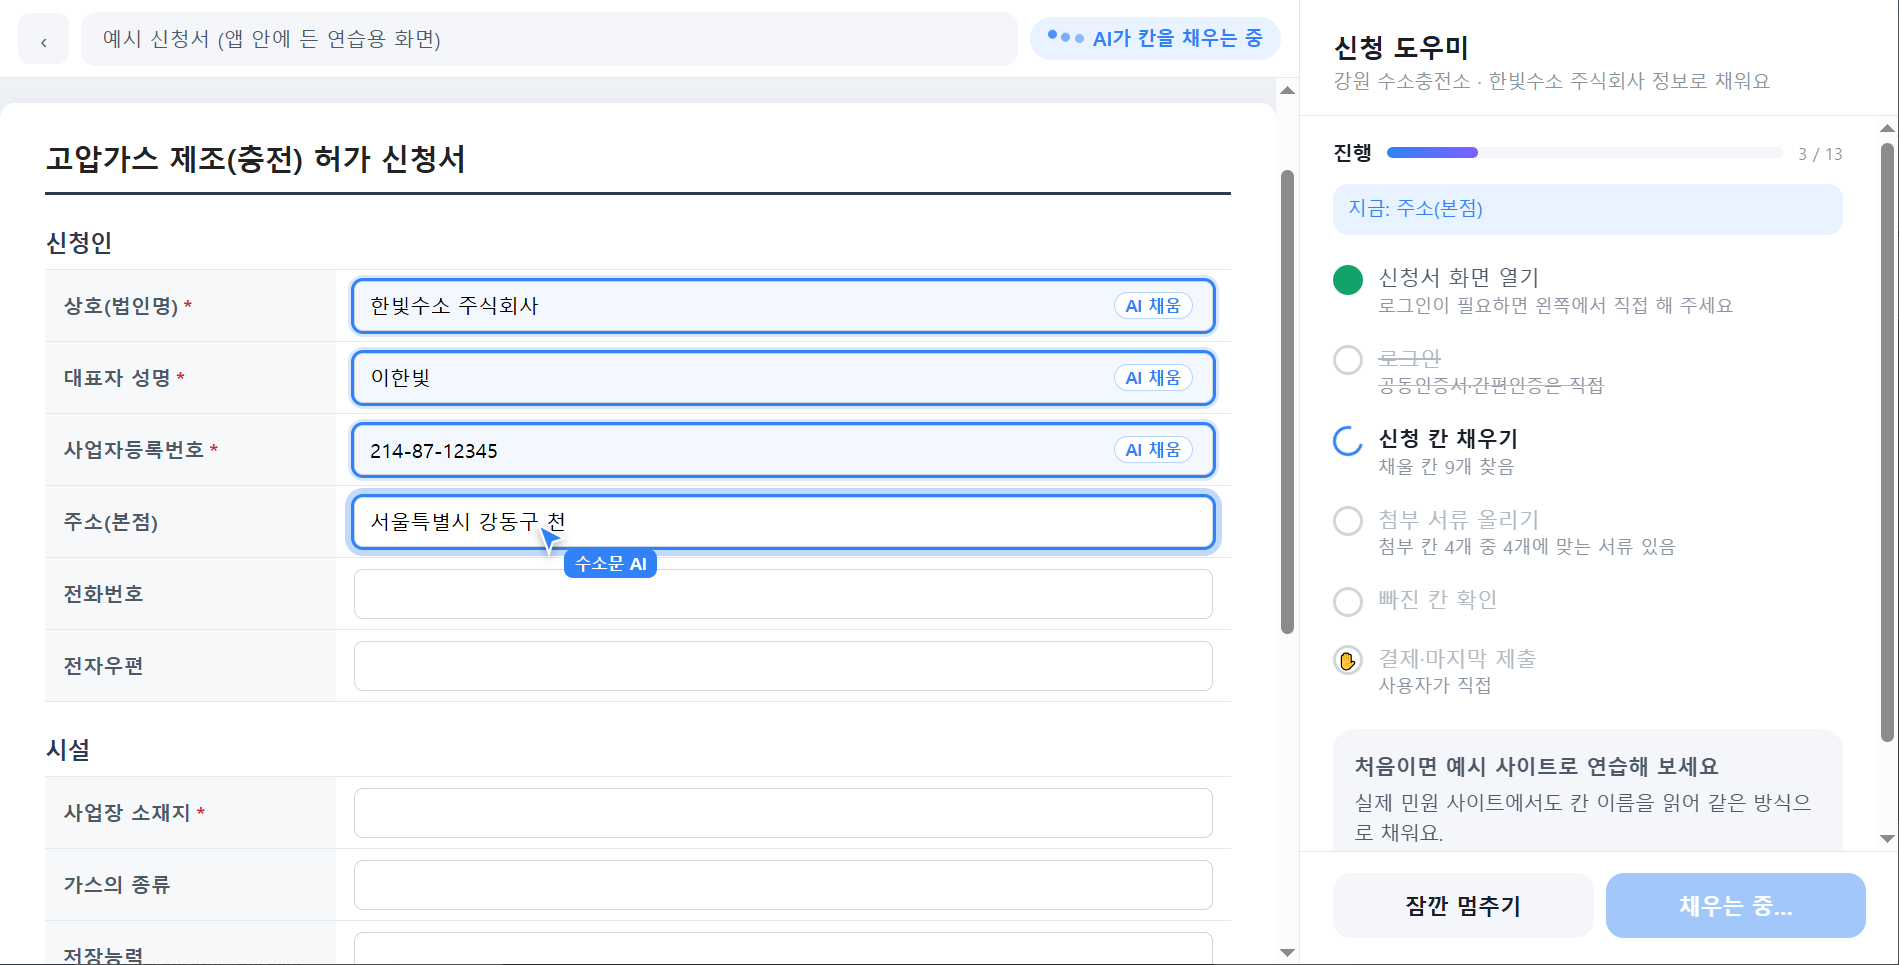 ‹
예시 신청서 (앱 안에 든 연습용 화면)
AI가 칸을 채우는 중
고압가스 제조(충전) 허가 신청서
신청인
상호(법인명) *
한빛수소 주식회사
AI 채움
대표자 성명 *
이한빛
AI 채움
사업자등록번호 *
214-87-12345
AI 채움
주소(본점)
서울특별시 강동구 천
수소문 AI
전화번호
전자우편
시설
사업장 소재지 *
가스의 종류
저장능력
신청 도우미
강원 수소충전소 · 한빛수소 주식회사 정보로 채워요
진행
3 / 13
지금: 주소(본점)
신청서 화면 열기
로그인이 필요하면 왼쪽에서 직접 해 주세요
로그인
공동인증서·간편인증은 직접
신청 칸 채우기
채울 칸 9개 찾음
첨부 서류 올리기
첨부 칸 4개 중 4개에 맞는 서류 있음
빠진 칸 확인
결제·마지막 제출
사용자가 직접
처음이면 예시 사이트로 연습해 보세요
실제 민원 사이트에서도 칸 이름을 읽어 같은 방식으
로 채워요.
잠깐 멈추기
채우는 중...